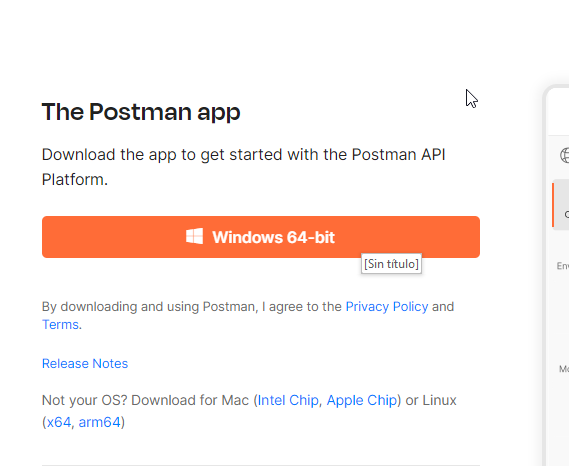 The Postman app
Download the app to get started with the Postman API
Platform.
Windows 64-bit
[Sin título]
By downloading and using Postman, I agree to the Privacy Policy and
Terms.
Release Notes
Not your OS? Download for Mac (Intel Chip, Apple Chip) or Linux
(x64, arm64)